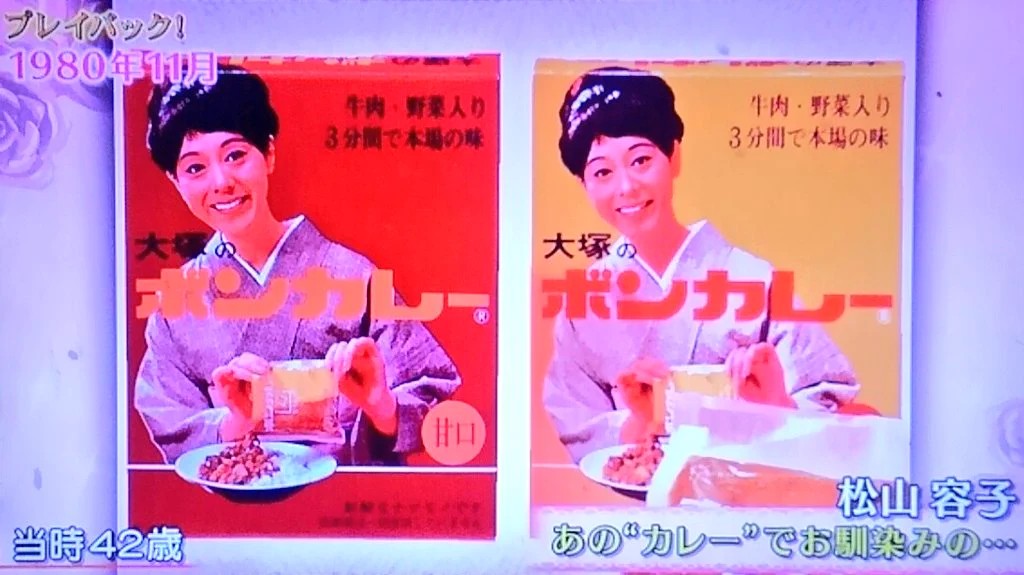 プレイバック!
1980年11月
牛肉・野菜入り
3分間で本場の味
大塚の
ボンカレー®
甘口
牛肉・野菜入り
3分間で本場の味
大塚の
ボンカレー®
松山 容子
あの“カレー”でお馴染みの…
当時42歳